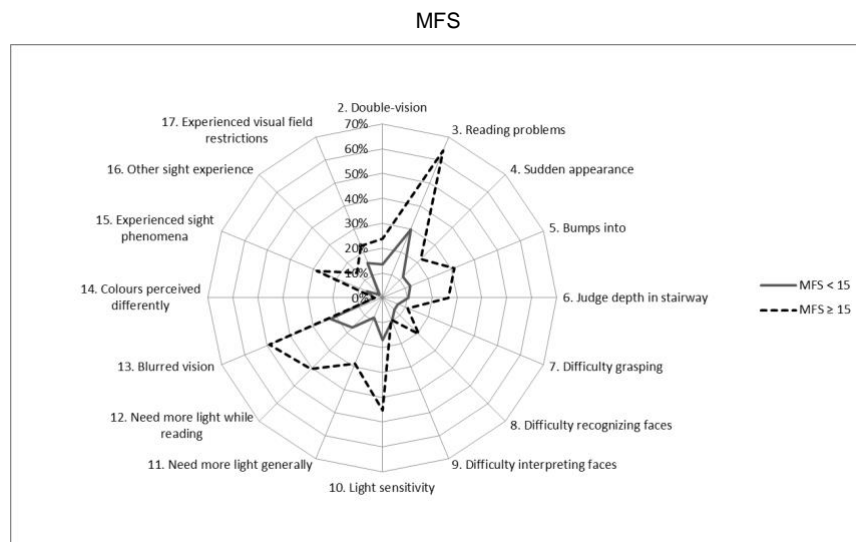 MFS
2. Double-vision
3. Reading problems
4. Sudden appearance
5. Bumps into
6. Judge depth in stairway
7. Difficulty grasping
8. Difficulty recognizing faces
9. Difficulty interpreting faces
10. Light sensitivity
11. Need more light generally
12. Need more light while
reading
13. Blurred vision
14. Colours perceived
differently
15. Experienced sight
phenomena
16. Other sight experience
17. Experienced visual field
restrictions
70%
60%
50%
40%
30%
20%
10%
0%
MFS < 15
MFS ≥ 15